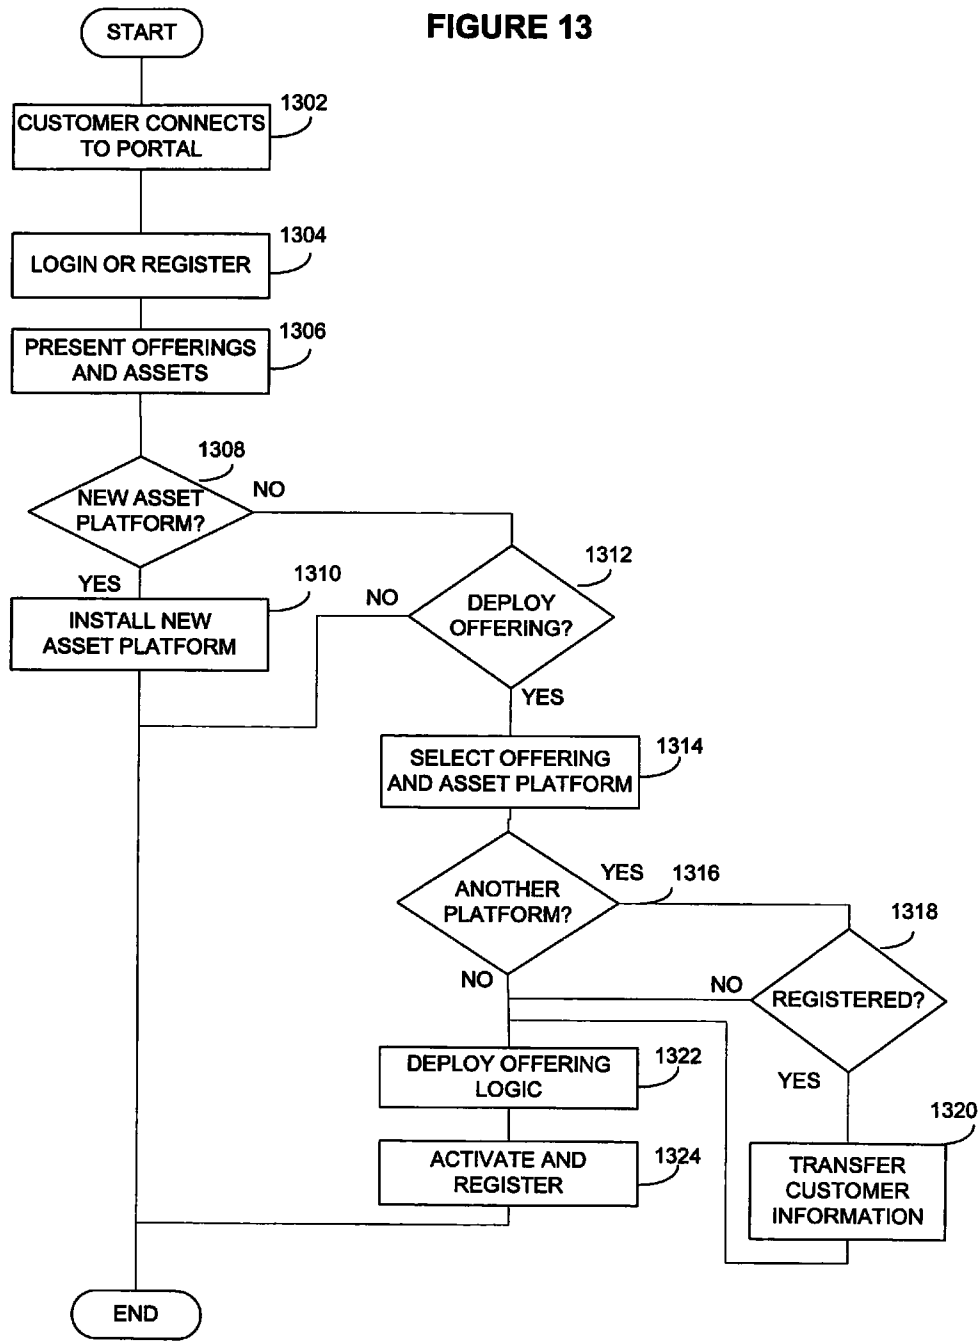 FIGURE 13
START
1302
CUSTOMER CONNECTS
TO PORTAL
1304
LOGIN OR REGISTER
1306
PRESENT OFFERINGS
AND ASSETS
1308
NEW ASSET
PLATFORM?
NO
YES
1310
INSTALL NEW
ASSET PLATFORM
1312
DEPLOY
OFFERING?
NO
YES
1314
SELECT OFFERING
AND ASSET PLATFORM
ANOTHER
PLATFORM?
YES
1316
NO
1318
REGISTERED?
NO
YES
1322
DEPLOY OFFERING
LOGIC
1320
TRANSFER
CUSTOMER
INFORMATION
1324
ACTIVATE AND
REGISTER
END